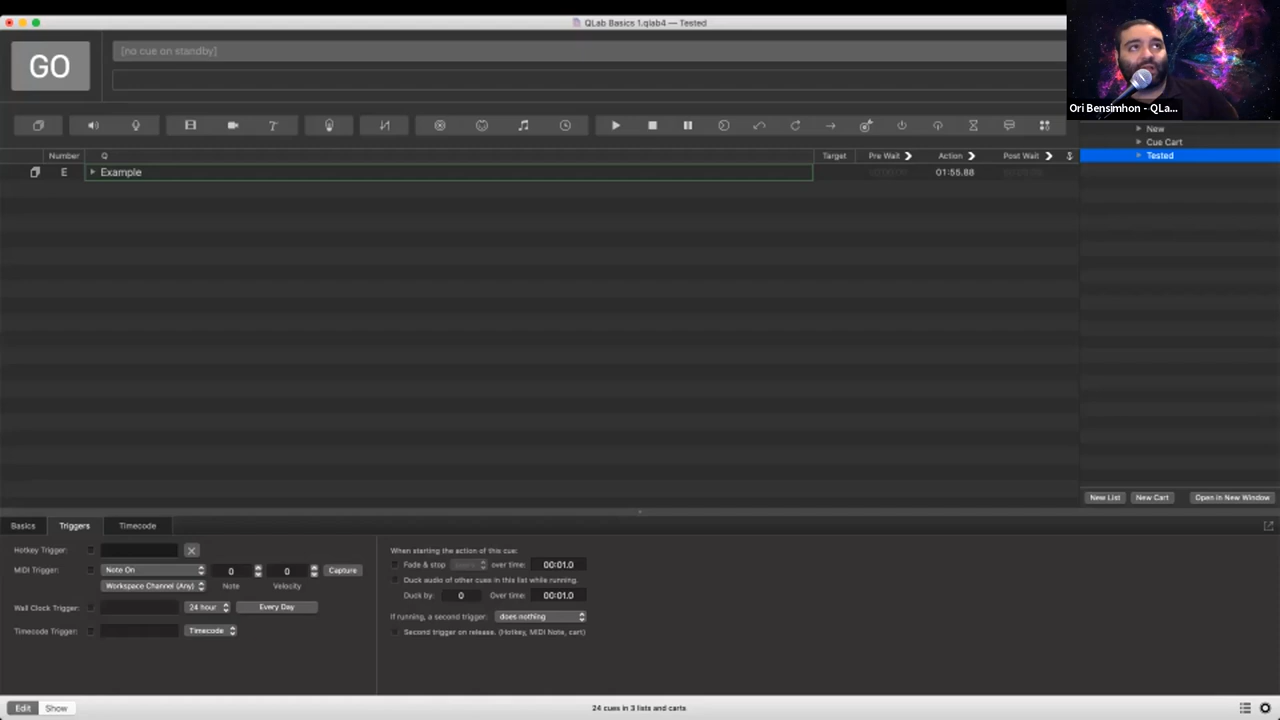 QLab Basics 1.qlab4 — Tested
GO
[no cue on standby]
Ori Bensimhon - QLa...
Number Q Target Pre Wait Action Post Wait
E Example 01:55.88
New
Cue Cart
Tested
New List New Cart Open in New Window
Basics Triggers Timecode
Hotkey Trigger:
MIDI Trigger: Note On 0 0 Capture
Workspace Channel (Any) Note Velocity
Wall Clock Trigger: 24 hour Every Day
Timecode Trigger: Timecode
When starting the action of this cue:
Fade & stop over time: 00:01.0
Duck audio of other cues in this list while running.
Duck by: 0 Over time: 00:01.0
If running, a second trigger: does nothing
Second trigger on release. (Hotkey, MIDI Note, cart)
Edit Show 24 cues in 3 lists and carts